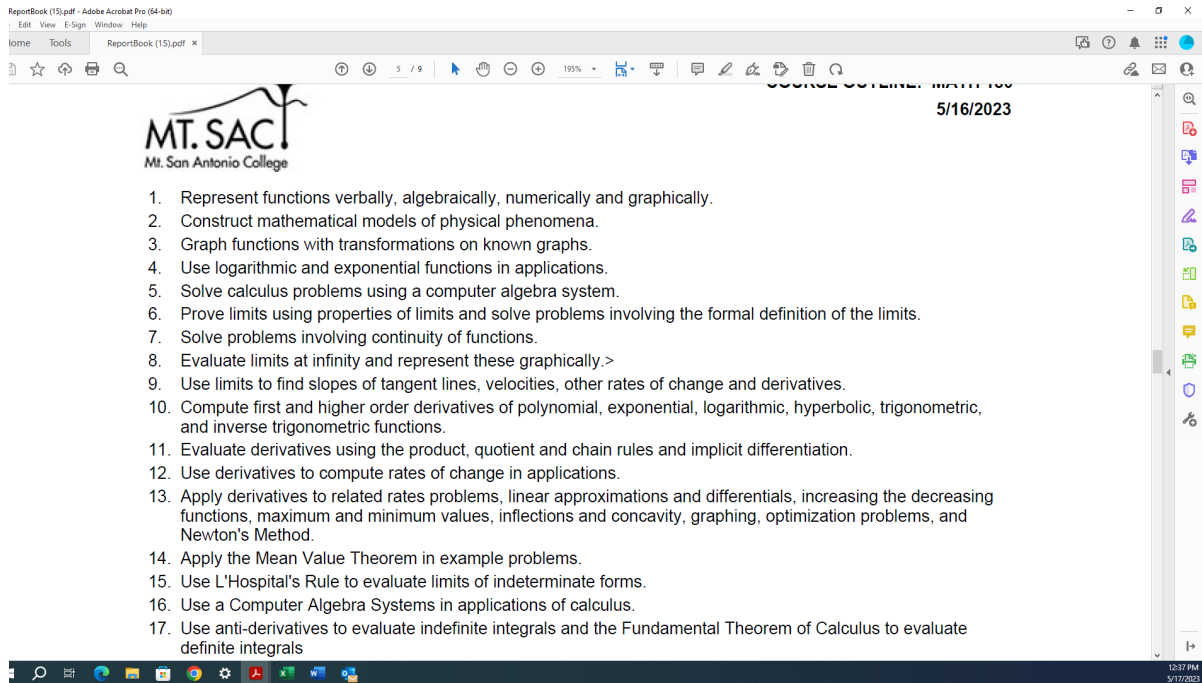 ReportBook (15).pdf - Adobe Acrobat Pro (64-bit)
Edit View E-Sign Window Help
Tools ReportBook (15).pdf ×
5 / 9 195%
5/16/2023
MT. SAC
Mt. San Antonio College
1. Represent functions verbally, algebraically, numerically and graphically.
2. Construct mathematical models of physical phenomena.
3. Graph functions with transformations on known graphs.
4. Use logarithmic and exponential functions in applications.
5. Solve calculus problems using a computer algebra system.
6. Prove limits using properties of limits and solve problems involving the formal definition of the limits.
7. Solve problems involving continuity of functions.
8. Evaluate limits at infinity and represent these graphically.>
9. Use limits to find slopes of tangent lines, velocities, other rates of change and derivatives.
10. Compute first and higher order derivatives of polynomial, exponential, logarithmic, hyperbolic, trigonometric,
and inverse trigonometric functions.
11. Evaluate derivatives using the product, quotient and chain rules and implicit differentiation.
12. Use derivatives to compute rates of change in applications.
13. Apply derivatives to related rates problems, linear approximations and differentials, increasing the decreasing
functions, maximum and minimum values, inflections and concavity, graphing, optimization problems, and
Newton's Method.
14. Apply the Mean Value Theorem in example problems.
15. Use L'Hospital's Rule to evaluate limits of indeterminate forms.
16. Use a Computer Algebra Systems in applications of calculus.
17. Use anti-derivatives to evaluate indefinite integrals and the Fundamental Theorem of Calculus to evaluate
definite integrals
12:37 PM
5/17/2023